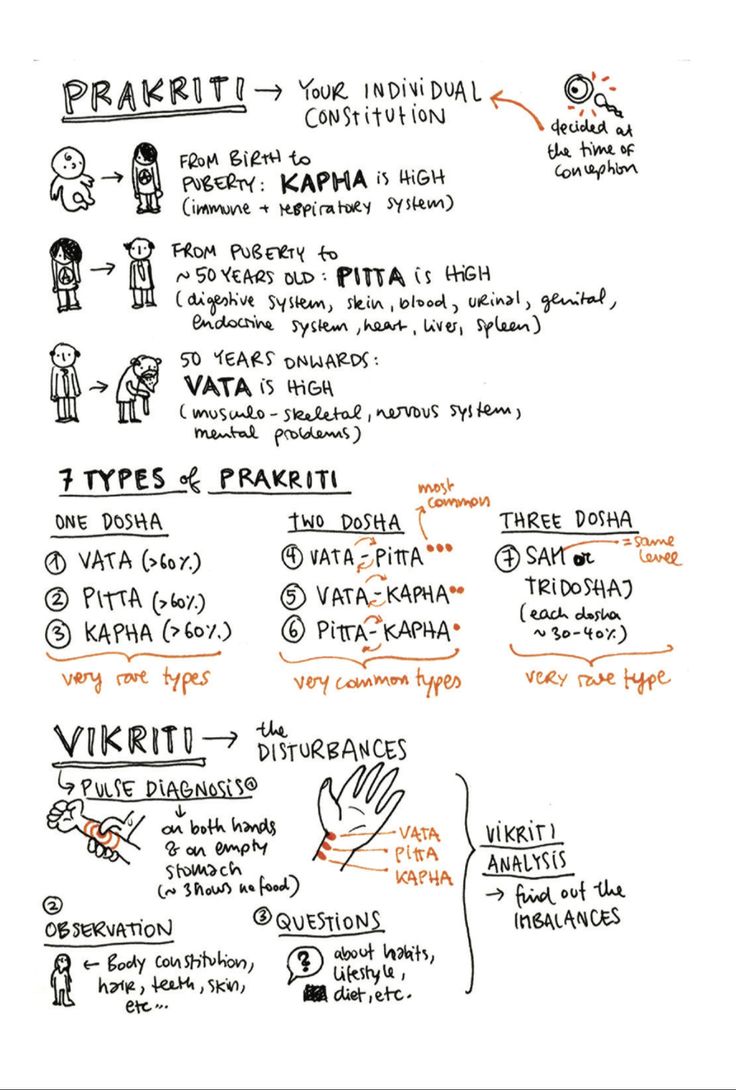 PRAKRITI → YOUR INDIVIDUAL
CONSTITUTION
decided at
the time of
conception
FROM BIRTH to
PUBERTY: KAPHA is HIGH
(immune + respiratory system)
FROM PUBERTY to
~ 50 YEARS OLD: PITTA is HIGH
(digestive system, skin, blood, urinal, genital,
endocrine system, heart, liver, spleen)
50 YEARS ONWARDS:
VATA is HIGH
(musculo-skeletal, nervous system,
mental problems)
7 TYPES of PRAKRITI
ONE DOSHA
① VATA (>60%)
② PITTA (>60%)
③ KAPHA (>60%)
very rare types
most
common
TWO DOSHA
④ VATA-PITTA •••
⑤ VATA-KAPHA ••
⑥ PITTA-KAPHA •
very common types
THREE DOSHA
⑦ SAM or
= same
level
TRIDOSHAJ
(each dosha
~30-40%)
very rare type
VIKRITI → the
DISTURBANCES
PULSE DIAGNOSIS ①
on both hands
& on empty
stomach
(~ 3 hours no food)
VATA
PITTA
KAPHA
②
OBSERVATION
← Body constitution,
hair, teeth, skin,
etc...
③ QUESTIONS
?
about habits,
lifestyle,
diet, etc.
VIKRITI
ANALYSIS
→ find out the
IMBALANCES